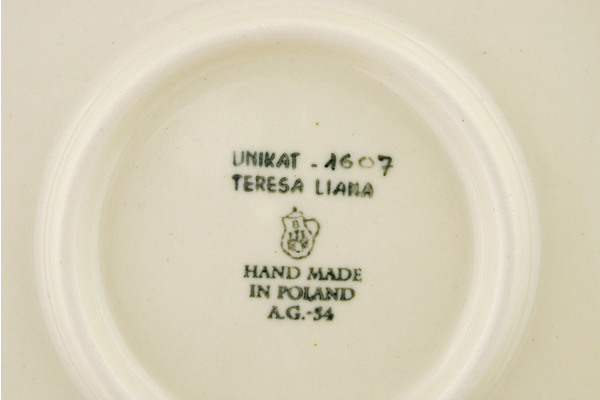 UNIKAT - 1607
TERESA LIANA
HAND MADE
IN POLAND
A.G.-54